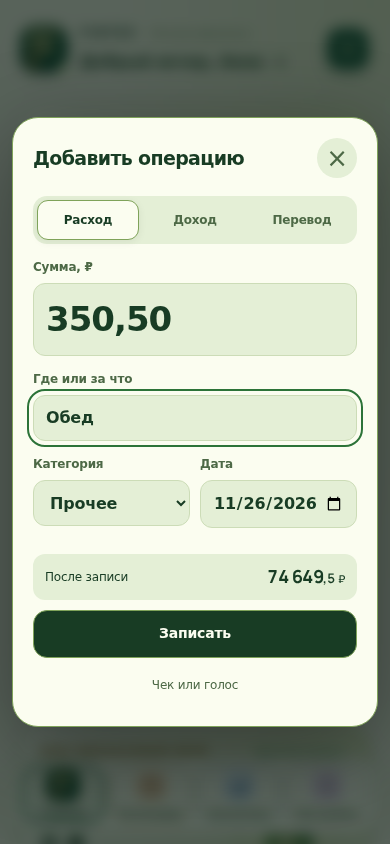 Добавить операцию
Расход Доход Перевод
Сумма, ₽
350,50
Где или за что
Обед
Категория Дата
Прочее 11/26/2026
После записи 74 649,5 ₽
Записать
Чек или голос